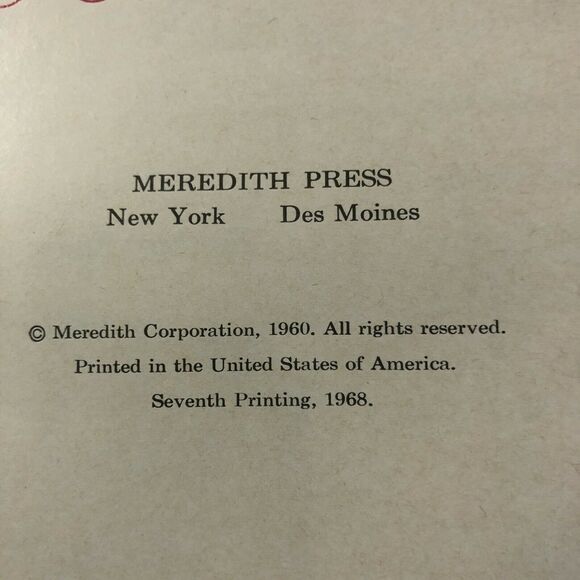 MEREDITH PRESS
New York Des Moines
© Meredith Corporation, 1960. All rights reserved.
Printed in the United States of America.
Seventh Printing, 1968.